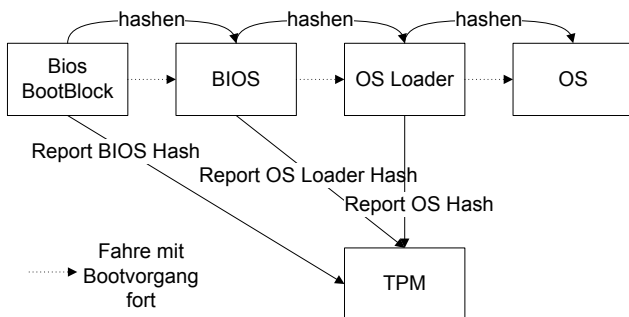 hashen
hashen
hashen
Bios
BootBlock
BIOS
OS Loader
OS
Report BIOS Hash
Report OS Loader Hash
Report OS Hash
Fahre mit
Bootvorgang
fort
TPM